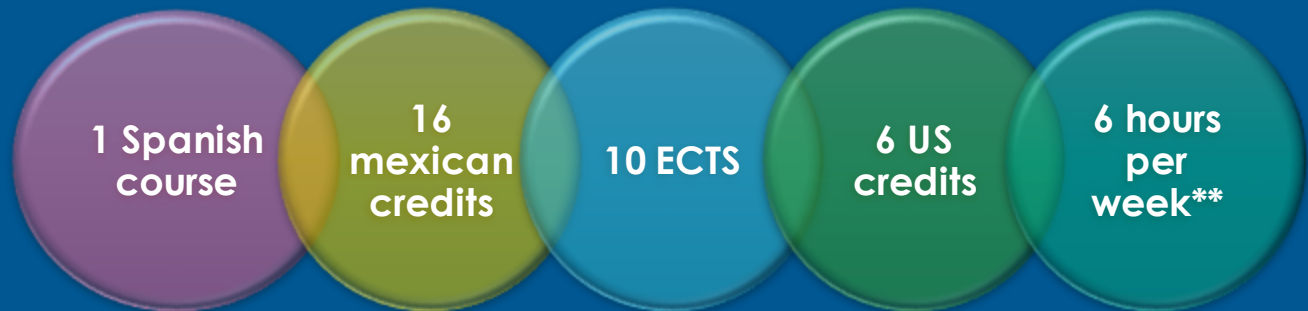 1 Spanish
course
16
mexican
credits
10 ECTS
6 US
credits
6 hours
per
week**